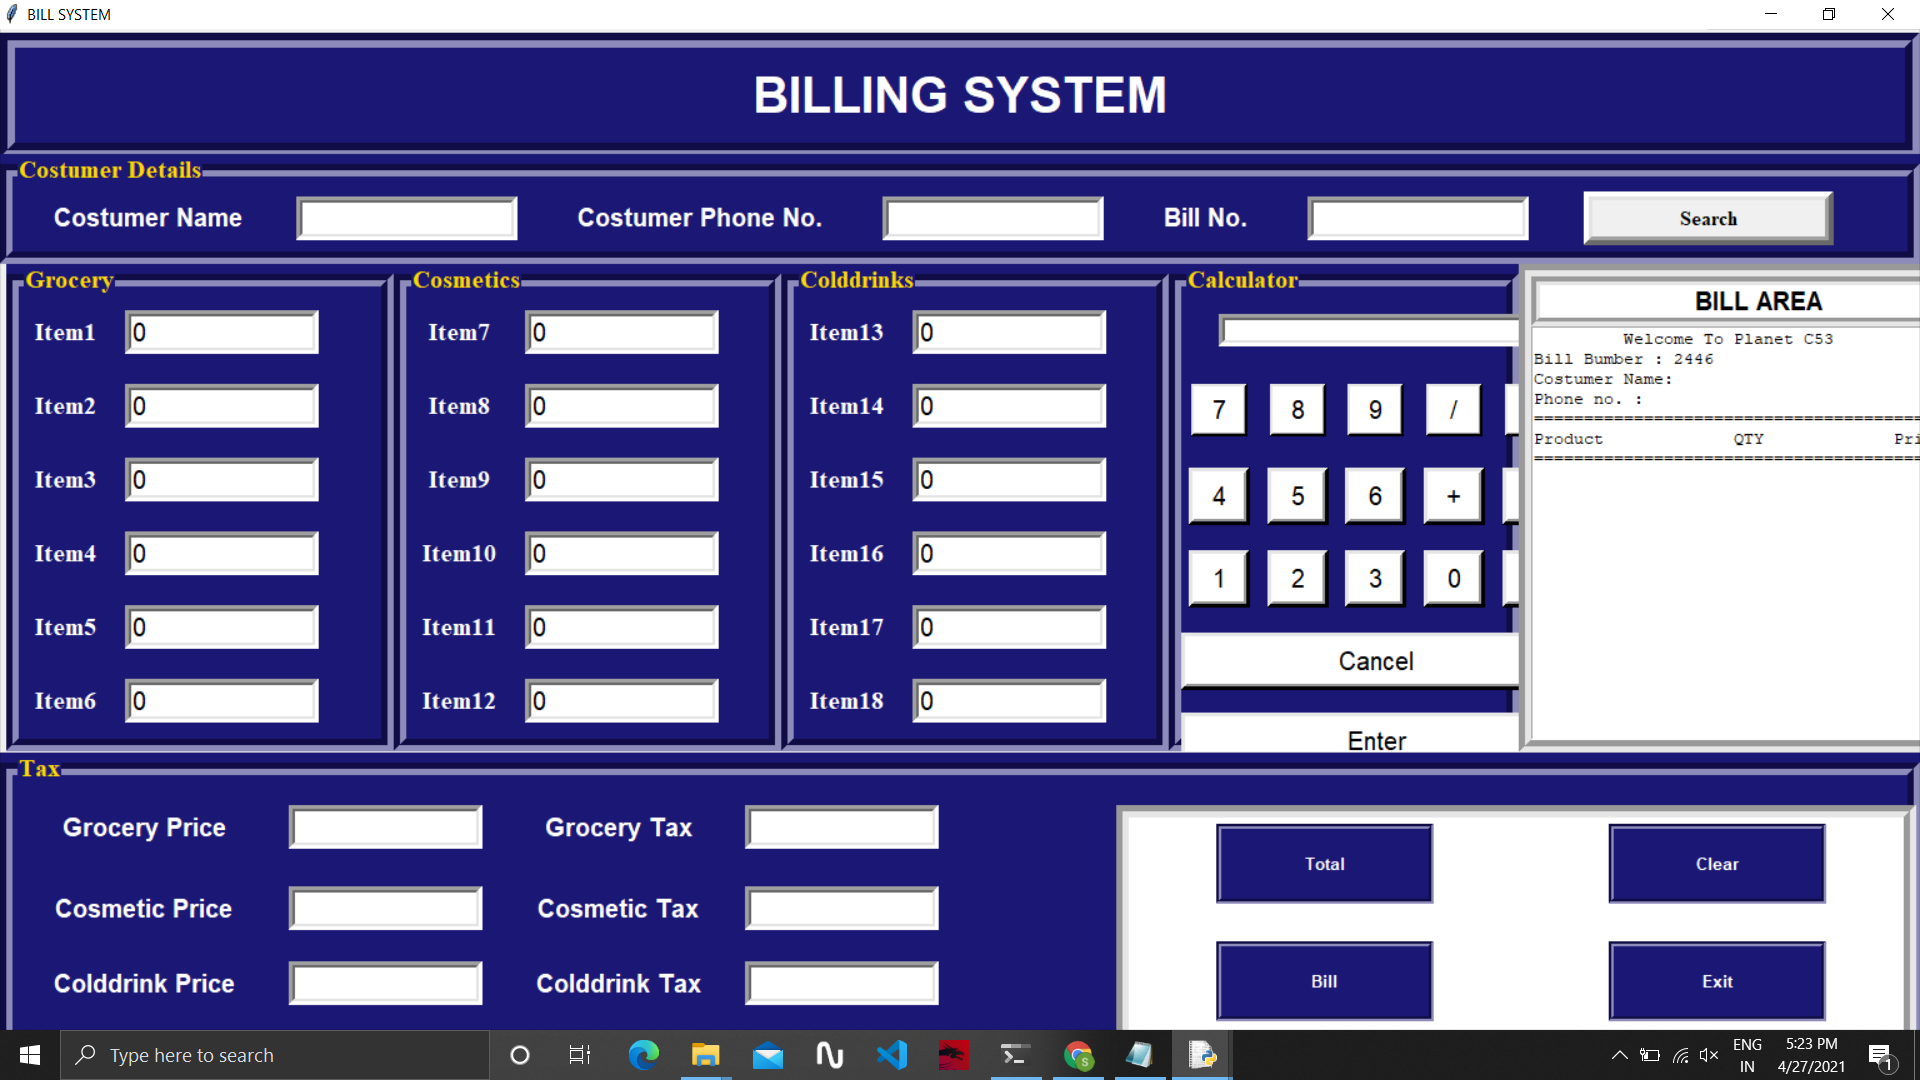 BILL SYSTEM
BILLING SYSTEM
Costumer Details
Costumer Name
Costumer Phone No.
Bill No.
Search
Grocery
Item1 0
Item2 0
Item3 0
Item4 0
Item5 0
Item6 0
Cosmetics
Item7 0
Item8 0
Item9 0
Item10 0
Item11 0
Item12 0
Colddrinks
Item13 0
Item14 0
Item15 0
Item16 0
Item17 0
Item18 0
Calculator
7 8 9 /
4 5 6 +
1 2 3 0
Cancel
Enter
BILL AREA
Welcome To Planet C53
Bill Bumber : 2446
Costumer Name:
Phone no. :
=======================================
Product QTY Pri
=======================================
Tax
Grocery Price
Grocery Tax
Cosmetic Price
Cosmetic Tax
Colddrink Price
Colddrink Tax
Total
Clear
Bill
Exit
Type here to search
S
ENG
IN
5:23 PM
4/27/2021
1